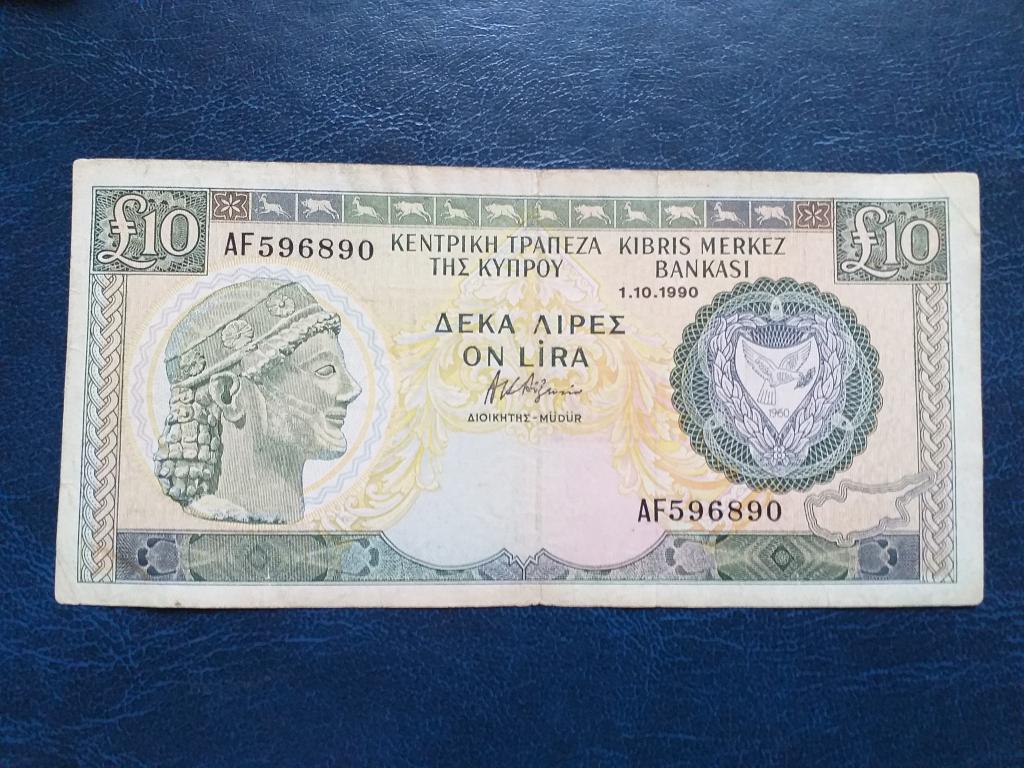 £10
£10
AF596890
ΚΕΝΤΡΙΚΗ ΤΡΑΠΕΖΑ
ΤΗΣ ΚΥΠΡΟΥ
KIBRIS MERKEZ
BANKASI
1.10.1990
ΔΕΚΑ ΛΙΡΕΣ
ON LİRA
ΔΙΟΙΚΗΤΗΣ-MÜDÜR
1960
AF596890